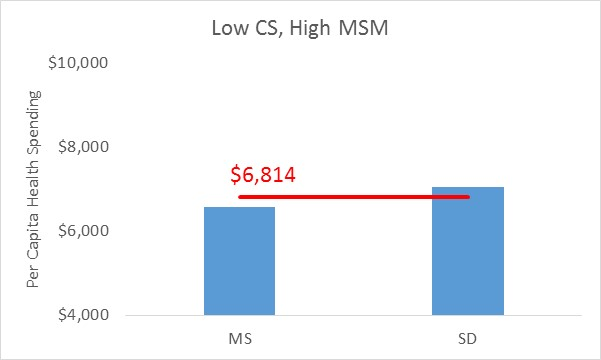 Low CS, High MSM
$10,000
$8,000
$6,000
$4,000
Per Capita Health Spending
$6,814
MS
SD